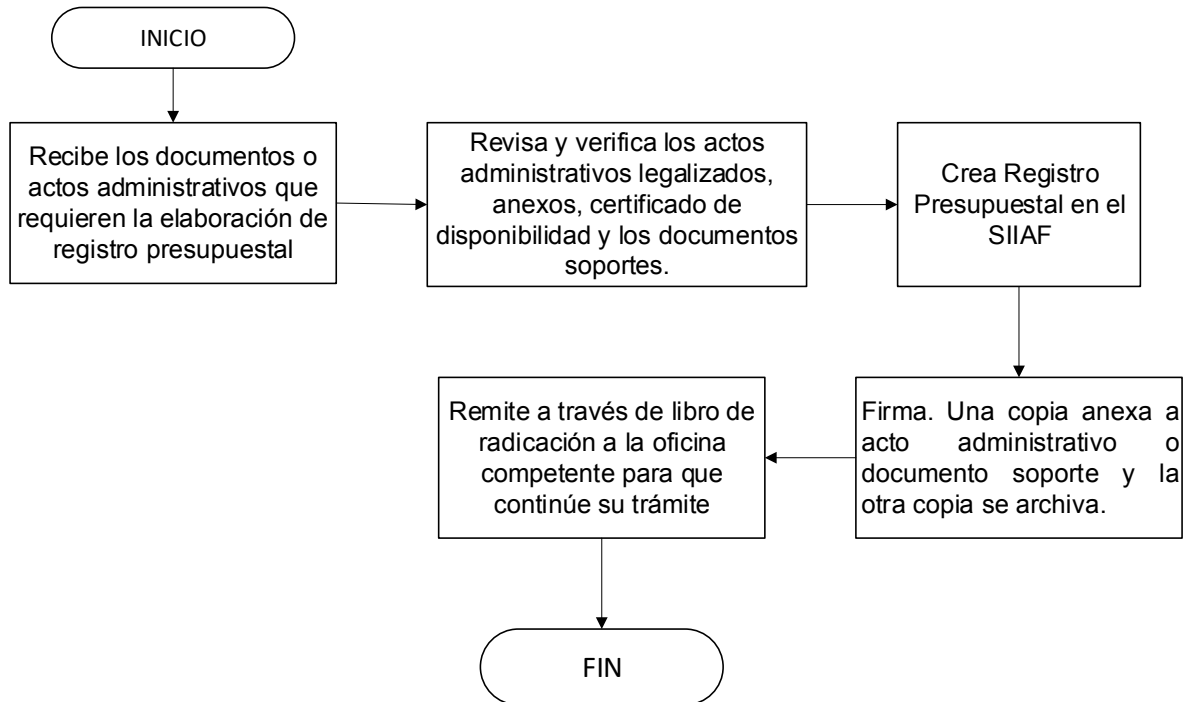 INICIO
Recibe los documentos o
actos administrativos que
requieren la elaboración de
registro presupuestal
Revisa y verifica los actos
administrativos legalizados,
anexos, certificado de
disponibilidad y los documentos
soportes.
Crea Registro
Presupuestal en el
SIIAF
Firma. Una copia anexa a
acto administrativo o
documento soporte y la
otra copia se archiva.
Remite a través de libro de
radicación a la oficina
competente para que
continúe su trámite
FIN